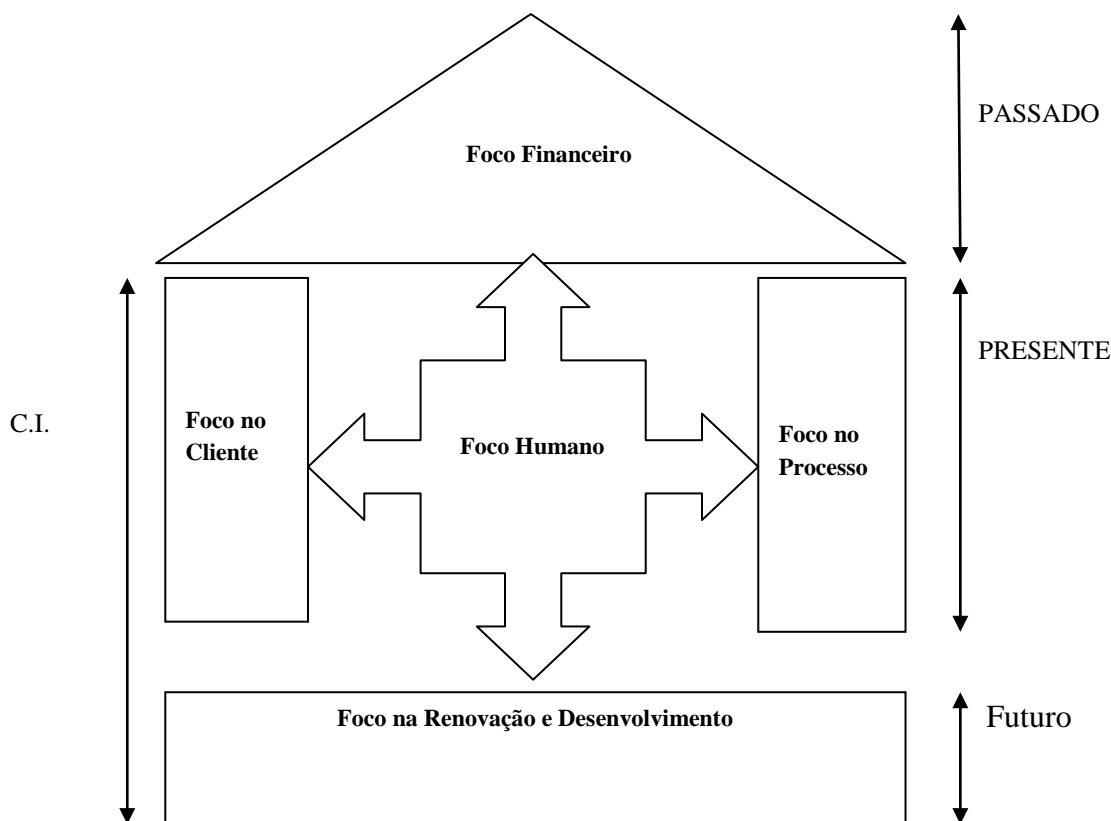 PASSADO
Foco Financeiro
PRESENTE
C.I.
Foco no
Cliente
Foco Humano
Foco no
Processo
Foco na Renovação e Desenvolvimento
Futuro